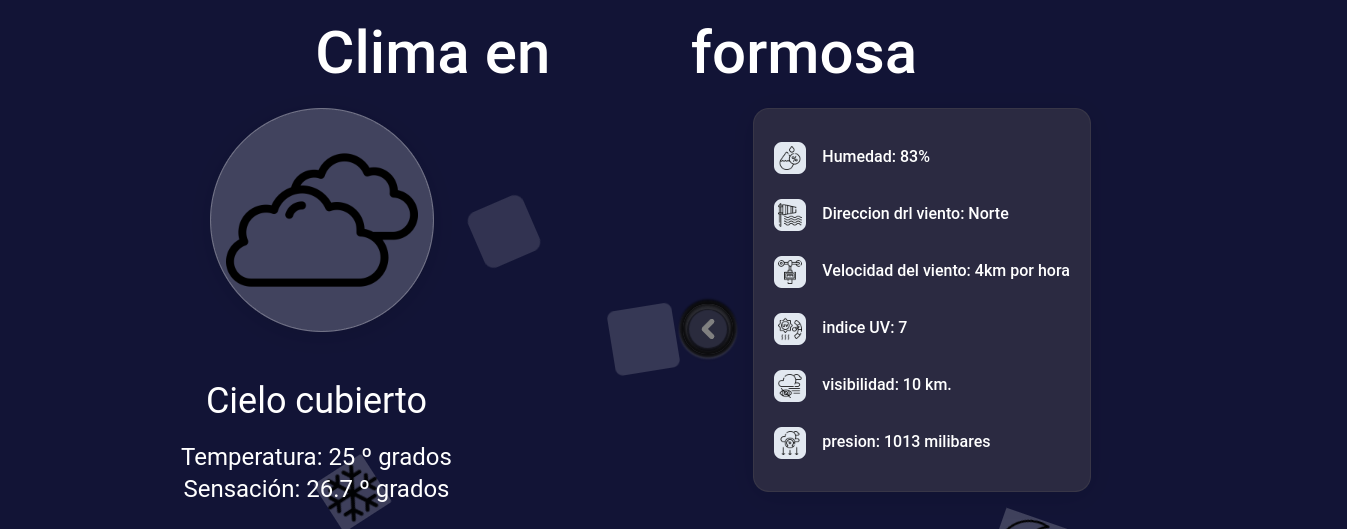 Clima en formosa
Cielo cubierto
Temperatura: 25 º grados
Sensación: 26.7 º grados
Humedad: 83%
Direccion drl viento: Norte
Velocidad del viento: 4km por hora
indice UV: 7
visibilidad: 10 km.
presion: 1013 milibares